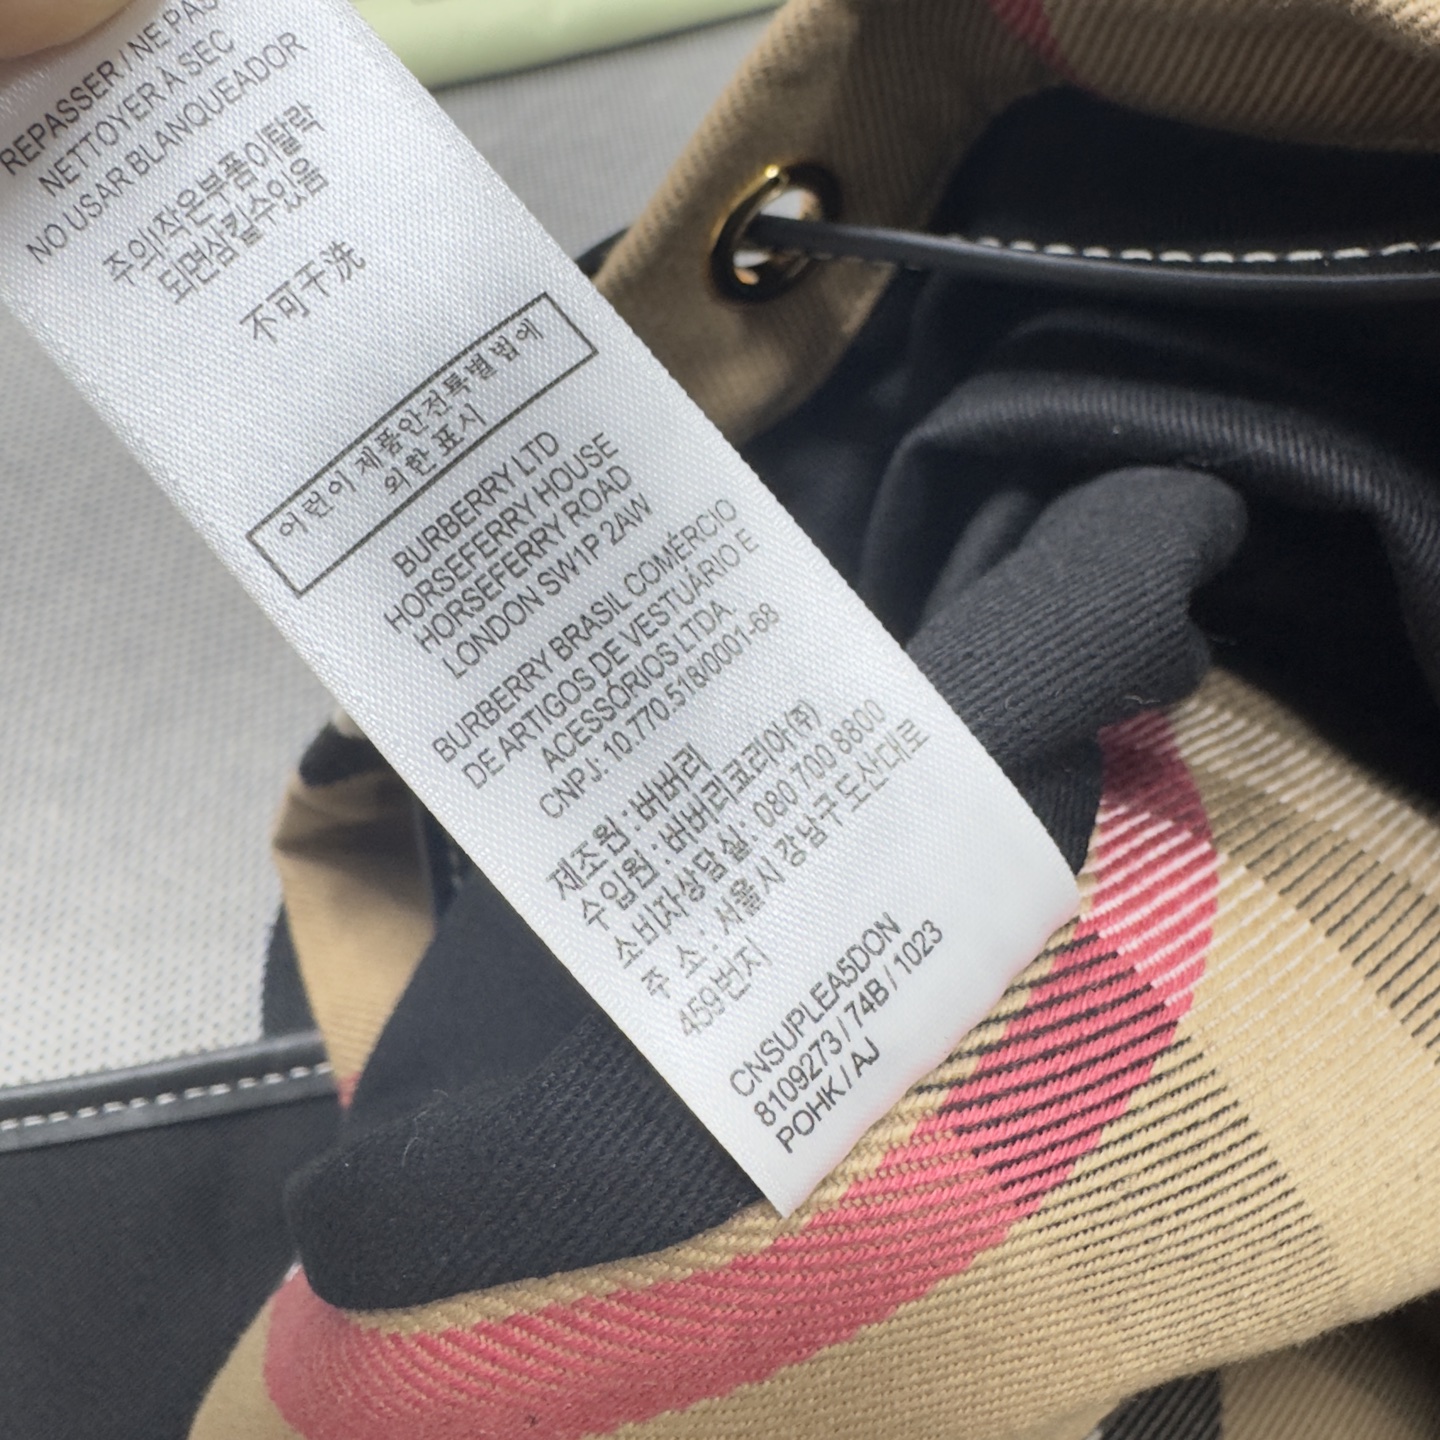 REPASSER / NE PAS
NETTOYER À SEC
NO USAR BLANQUEADOR
주의!작은부품이탈락
되면삼킬수있음
不可干洗
어린이제품안전특별법에
의한 표시
BURBERRY LTD
HORSEFERRY HOUSE
HORSEFERRY ROAD
LONDON SW1P 2AW
BURBERRY BRASIL COMÉRCIO
DE ARTIGOS DE VESTUÁRIO E
ACESSÓRIOS LTDA.
CNPJ: 10.770.518/0001-68
제조원 : 버버리
수입원 : 버버리코리아(주)
소비자상담실: 080 700 8800
주 소 : 서울시 강남구 도산대로
459번지
CNSUPLEA5DON
8109273 / 74B / 1023
POHK / AJ